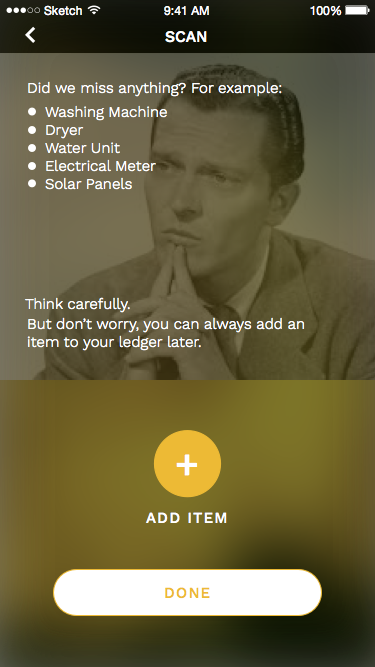 Sketch 9:41 AM 100%
SCAN
Did we miss anything? For example:
● Washing Machine
● Dryer
● Water Unit
● Electrical Meter
● Solar Panels
Think carefully.
But don’t worry, you can always add an
item to your ledger later.
+
ADD ITEM
DONE